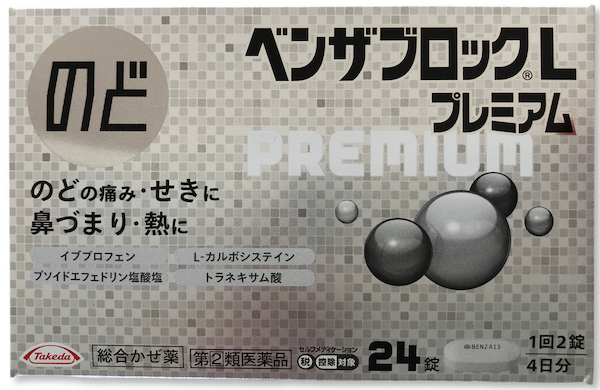 のど
ベンザブロック®L
プレミアム
PREMIUM
のどの痛み・せきに
鼻づまり・熱に
イブプロフェン
L-カルボシステイン
プソイドエフェドリン塩酸塩
トラネキサム酸
Takeda
総合かぜ薬
第②類医薬品
セルフメディケーション
税 控除 対象
24錠
BENZA13
1回2錠
4日分